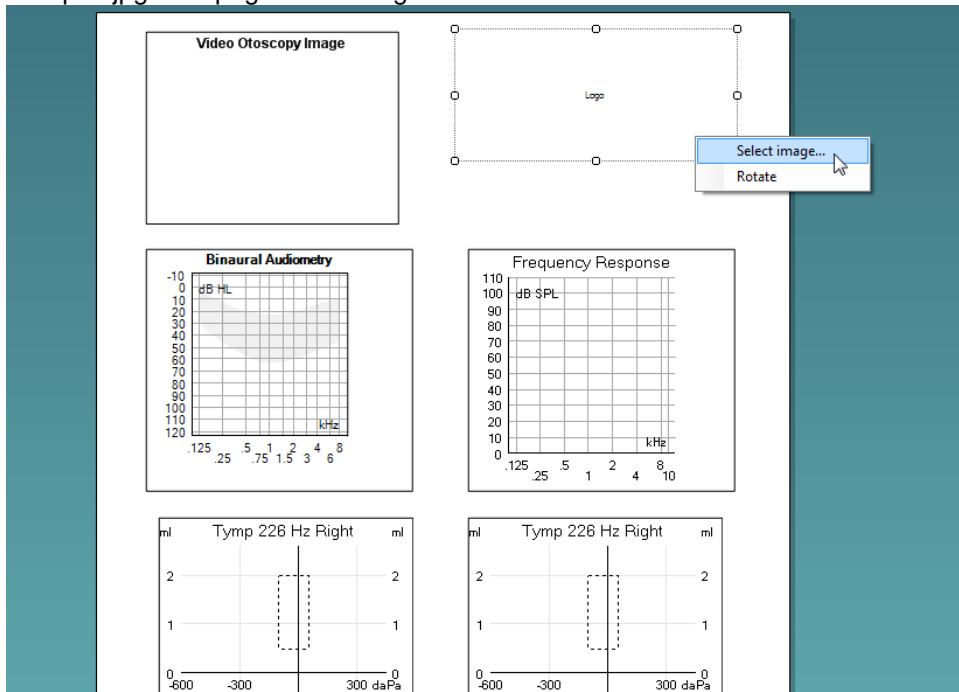 Video Otoscopy Image
Logo
Select image...
Rotate
Binaural Audiometry
-10
0
dB HL
10
20
30
40
50
60
70
80
90
100
110
kHz
120
.125 .5 1 2 4 8
.25 .75 1.5 3 6
Frequency Response
110
100
dB SPL
90
80
70
60
50
40
30
20
10
kHz
0
.125 .5 2 8
.25 1 4 10
ml Tymp 226 Hz Right ml
2 2
1 1
0 0
-600 -300 300 daPa
ml Tymp 226 Hz Right ml
2 2
1 1
0 0
-600 -300 300 daPa